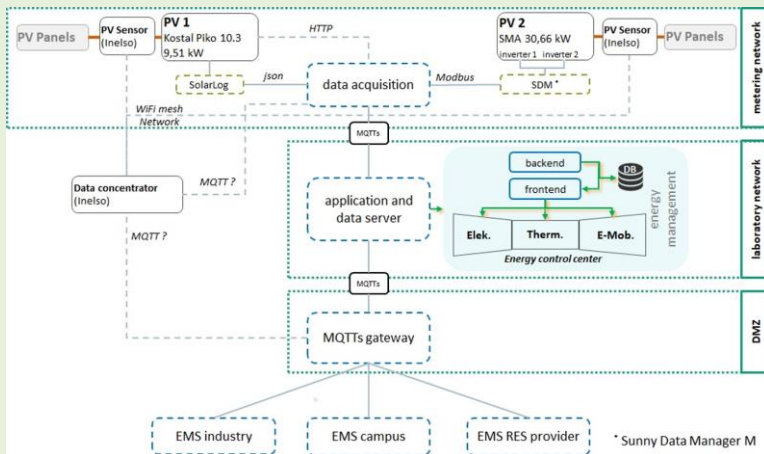 PV Panels
PV Sensor
(Inelso)
PV 1
Kostal Piko 10.3
9,51 kW
HTTP
PV 2
SMA 30,66 kW
inverter 1 inverter 2
PV Sensor
(Inelso)
PV Panels
SolarLog
json
data acquisition
Modbus
SDM *
metering network
WiFi mesh
Network
MQTTs
Data concentrator
(Inelso)
MQTT ?
MQTT ?
application and
data server
backend
frontend
DB
Elek.
Therm.
E-Mob.
Energy control center
energy
management
laboratory network
MQTTs
MQTTs gateway
DMZ
EMS industry
EMS campus
EMS RES provider
* Sunny Data Manager M